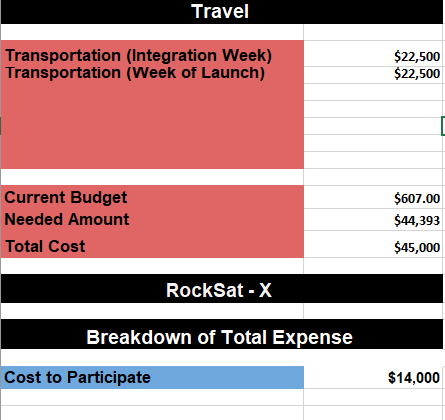 Travel
Transportation (Integration Week) $22,500
Transportation (Week of Launch) $22,500
Current Budget $607.00
Needed Amount $44,393
Total Cost $45,000
RockSat - X
Breakdown of Total Expense
Cost to Participate $14,000